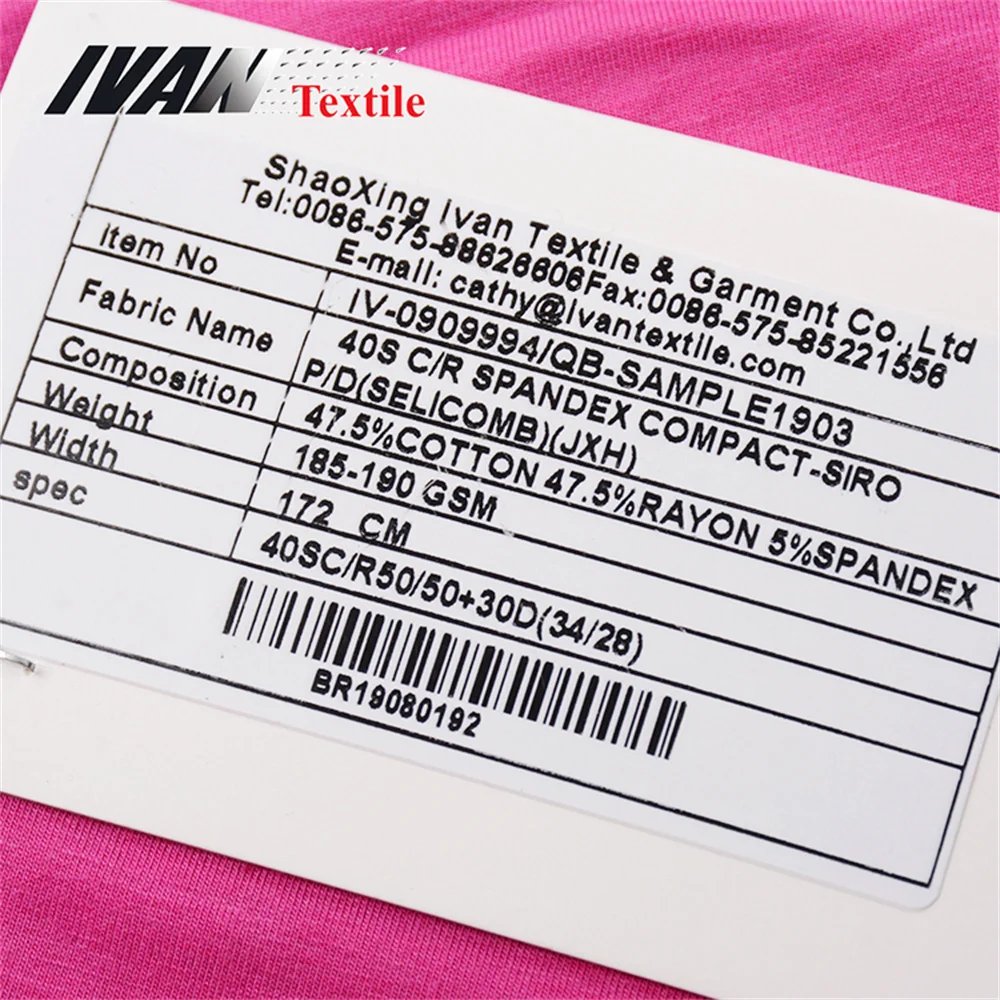 IVAN
Textile
ShaoXing Ivan Textile & Garment Co.,Ltd
Tel:0086-575-88626606Fax:0086-575-85221556
E-mail: cathy@ivantextile.com
Item No IV-0909994/QB-SAMPLE1903
Fabric Name 40S C/R SPANDEX COMPACT-SIRO
P/D(SELICOMB)(JXH)
Composition 47.5%COTTON 47.5%RAYON 5%SPANDEX
Weight 185-190 GSM
Width 172 CM
spec 40SC/R50/50+30D(34/28)
BR19080192